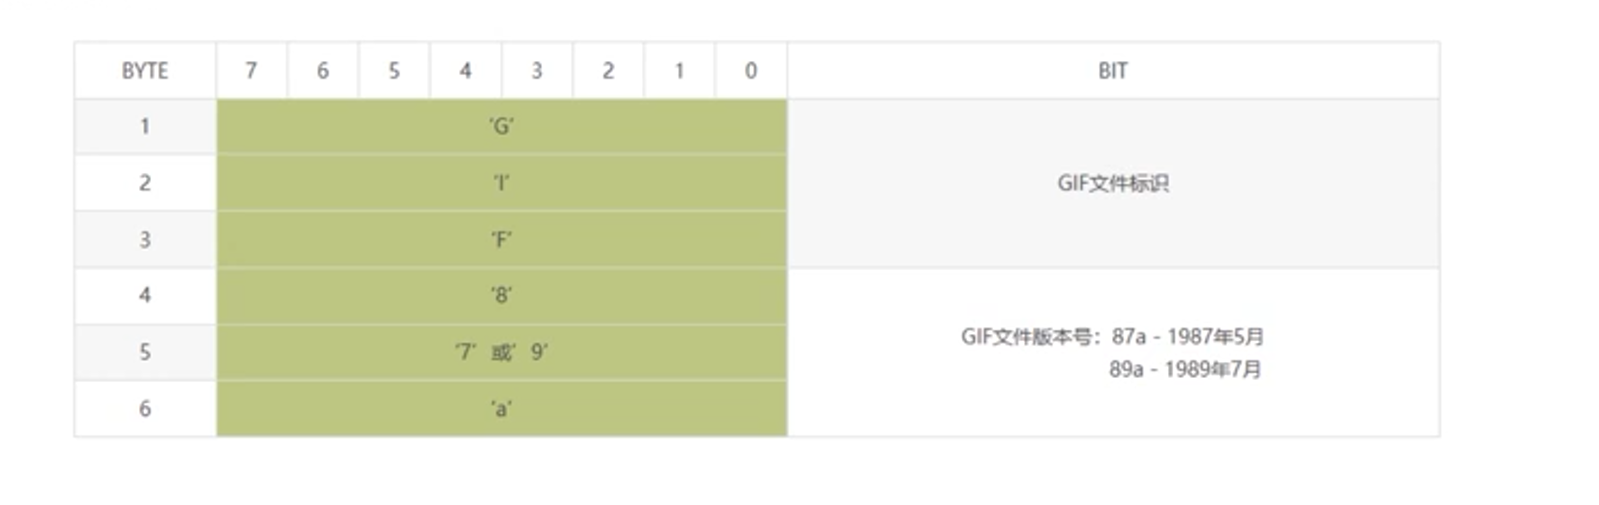 BYTE 7 6 5 4 3 2 1 0 BIT
1 'G'
2 'I' GIF文件标识
3 'F'
4 '8'
GIF文件版本号：87a - 1987年5月
5 '7' 或' 9'
89a - 1989年7月
6 'a'